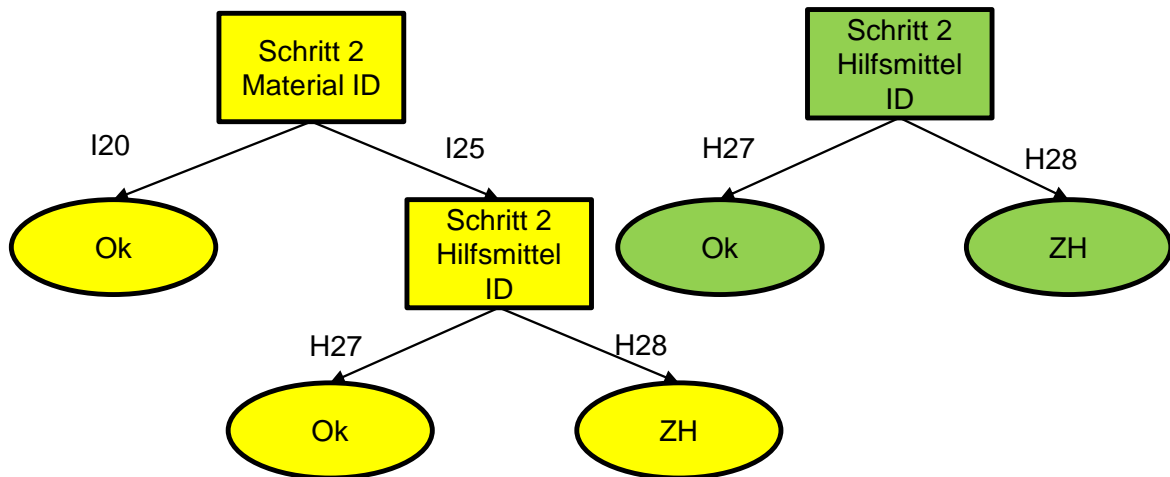 Schritt 2
Material ID
I20
I25
Ok
Schritt 2
Hilfsmittel
ID
H27
H28
Ok
ZH
Schritt 2
Hilfsmittel
ID
H27
H28
Ok
ZH